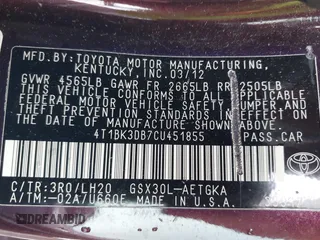 MFD.BY:TOYOTA MOTOR MANUFACTURING,
KENTUCKY, INC. 03/12
GVWR 4565LB GAWR FR 2665LB RR 2505LB
THIS VEHICLE CONFORMS TO ALL APPLICABLE
FEDERAL MOTOR VEHICLE SAFETY, BUMPER, AND
THEFT PREVENTION STANDARDS IN EFFECT ON
THE DATE OF MANUFACTURE SHOWN ABOVE.
4T1BK3DB7CU451855 PASS.CAR
C/TR:3R0/LH20 GSX30L-AETGKA
A/TM:-02A/U660E MADE IN U.S.A.
TOYOTA
DREAMBID